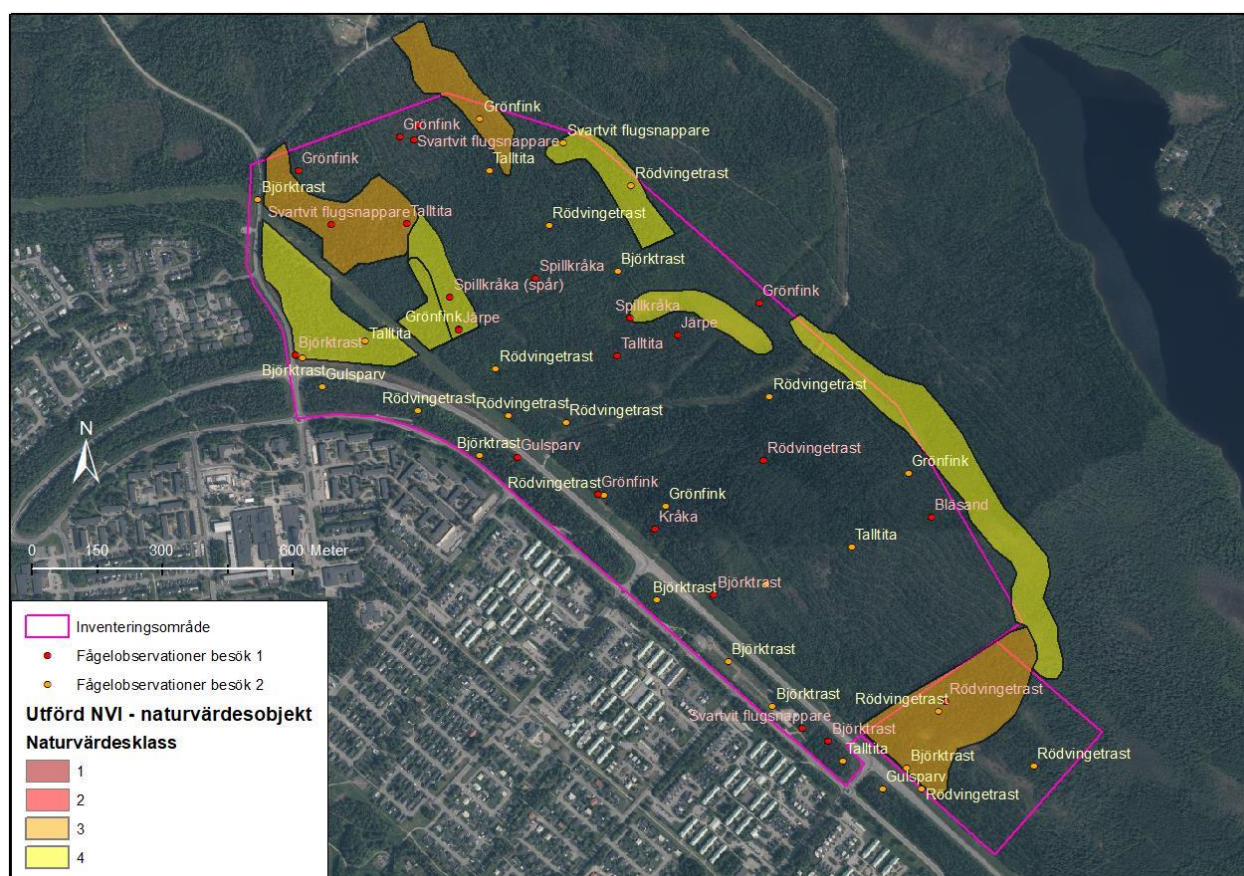 Grönfink
Grönfink
Svartvit flugsnappare
Svartvit flugsnappare
Talltita
Grönfink
Rödvingetrast
Björktrast
Svartvit flugsnappare
Talltita
Rödvingetrast
Björktrast
Spillkråka
Spillkråka (spår)
Grönfink
Spillkråka
Grönfink
Järpe
Järpe
Björktrast
Talltita
Talltita
Björktrast
Gulsparv
Rödvingetrast
Rödvingetrast
Rödvingetrast
Rödvingetrast
Rödvingetrast
Björktrast
Gulsparv
Rödvingetrast
Grönfink
Rödvingetrast
Grönfink
Grönfink
Kråka
Bläsand
Talltita
N
0 150 300 600 Meter
Björktrast
Björktrast
Björktrast
Björktrast
Svartvit flugsnappare
Björktrast
Rödvingetrast
Rödvingetrast
Talltita
Björktrast
Rödvingetrast
Gulsparv
Rödvingetrast
Inventeringsområde
Fågelobservationer besök 1
Fågelobservationer besök 2
Utförd NVI - naturvärdesobjekt
Naturvärdesklass
1
2
3
4